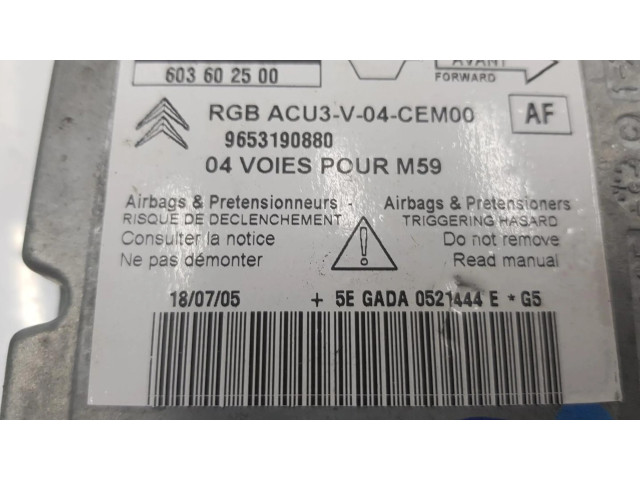 603 60 25 00
AVANT
FORWARD
RGB ACU3-V-04-CEM00
AF
9653190880
04 VOIES POUR M59
Airbags & Pretensionneurs -
RISQUE DE DECLENCHEMENT
Consulter la notice
Ne pas démonter
Airbags & Pretensioners
TRIGGERING HASARD
Do not remove
Read manual
18/07/05 + 5E GADA 0521444 E * G5